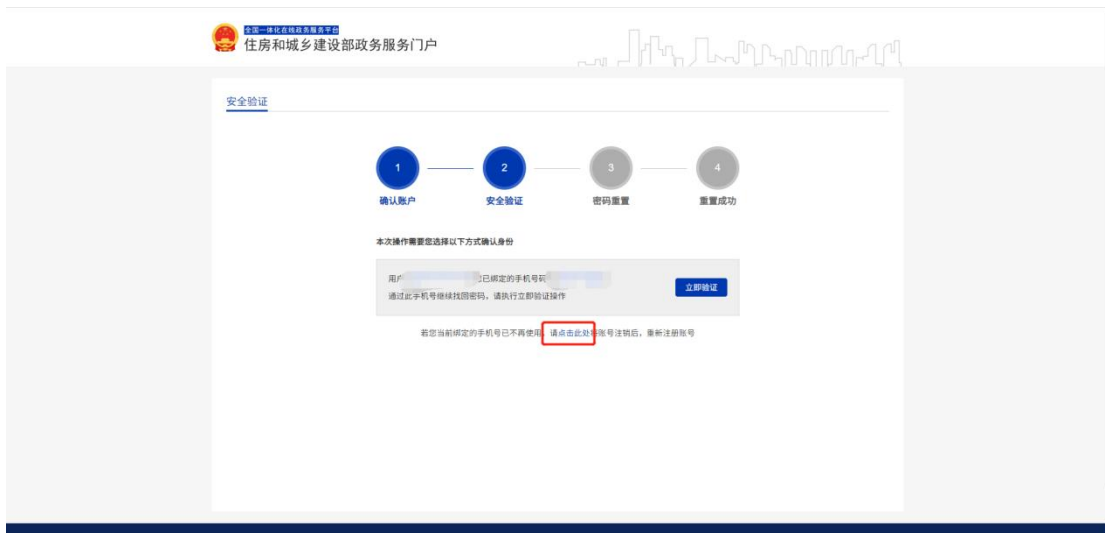 全国一体化在线政务服务平台
住房和城乡建设部政务服务门户
安全验证
1
2
3
4
确认账户
安全验证
密码重置
重置成功
本次操作需要您选择以下方式确认身份
用户 已绑定的手机号码
通过此手机号继续找回密码，请执行立即验证操作
立即验证
若您当前绑定的手机号已不再使用，请点击此处将账号注销后，重新注册账号